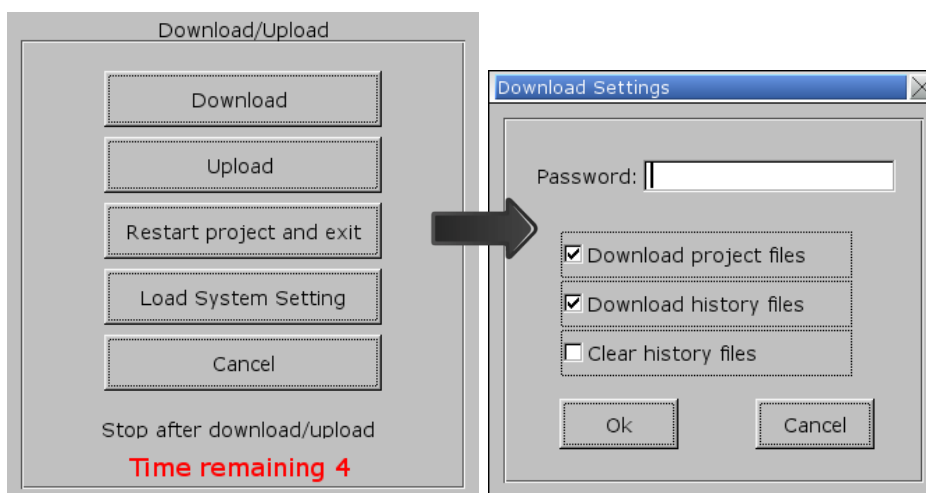 Download/Upload
Download
Upload
Restart project and exit
Load System Setting
Cancel
Stop after download/upload
Time remaining 4
Download Settings
Password:
Download project files
Download history files
Clear history files
Ok
Cancel